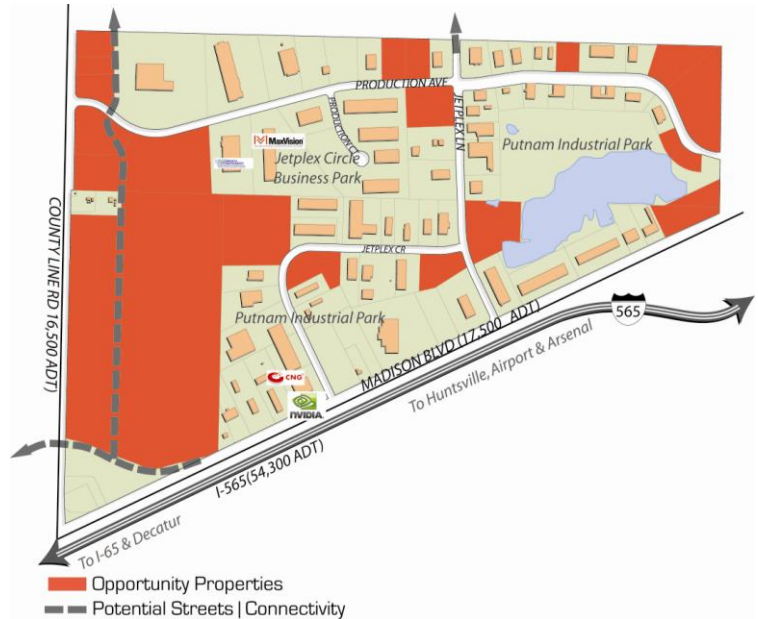 PRODUCTION AVE
PRODUCTION CT
JETPLEX LN
MaxVision
Jetplex Circle
Business Park
Putnam Industrial Park
COUNTY LINE RD 16,500 ADT)
JETPLEX CR
Putnam Industrial Park
565
MADISON BLVD (17,500 ADT)
To Huntsville, Airport & Arsenal
CNG
NVIDIA.
I-565(54,300 ADT)
To I-65 & Decatur
Opportunity Properties
Potential Streets | Connectivity